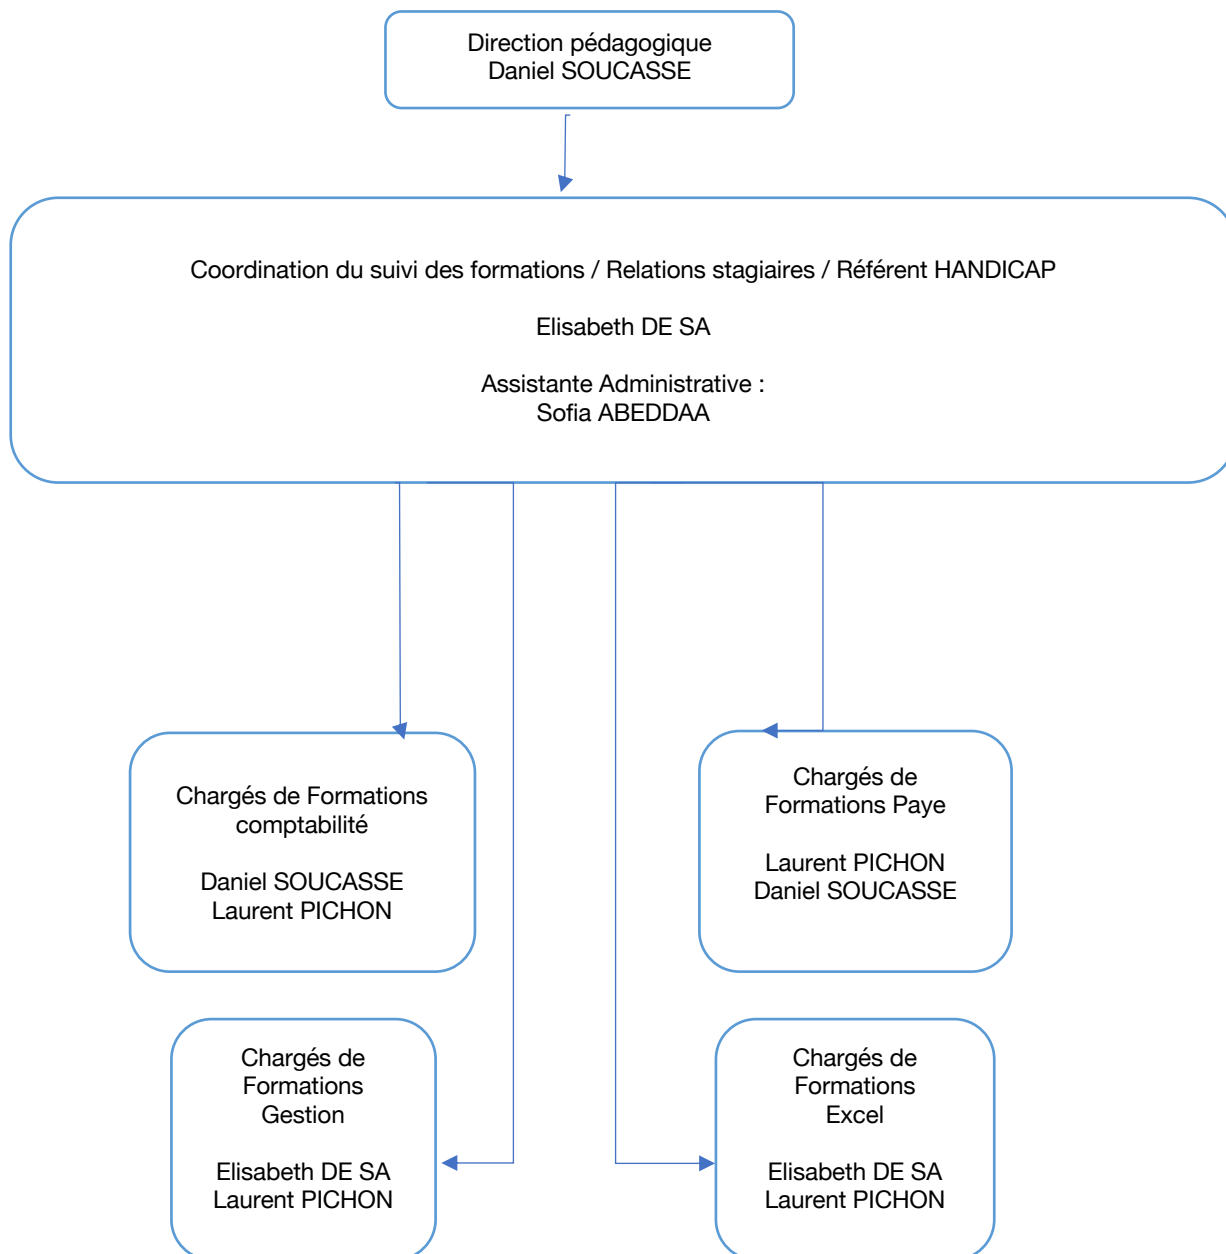 Direction pédagogique
Daniel SOUCASSE
Coordination du suivi des formations / Relations stagiaires / Référent HANDICAP
Elisabeth DE SA
Assistante Administrative :
Sofia ABEDDAA
Chargés de Formations
comptabilité
Daniel SOUCASSE
Laurent PICHON
Chargés de
Formations Paye
Laurent PICHON
Daniel SOUCASSE
Chargés de
Formations
Gestion
Elisabeth DE SA
Laurent PICHON
Chargés de
Formations
Excel
Elisabeth DE SA
Laurent PICHON